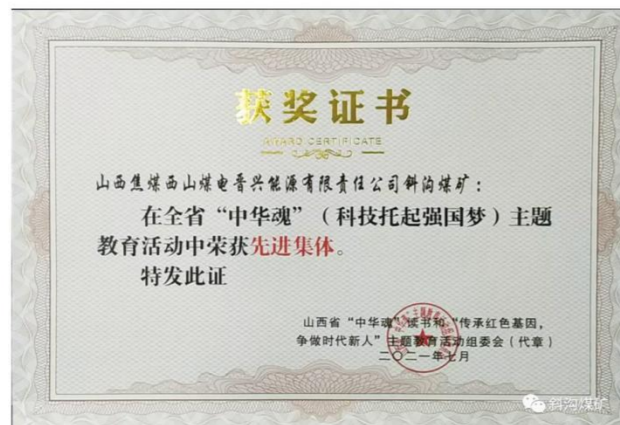 获奖证书
AWARD CERTIFICATE
山西焦煤西山煤电晋兴能源有限责任公司斜沟煤矿：
在全省“中华魂”（科技托起强国梦）主题
教育活动中荣获先进集体。
特发此证
山西省“中华魂”读书和“传承红色基因，
争做时代新人”主题教育活动组委会（代章）
二〇二一年七月
斜沟煤矿